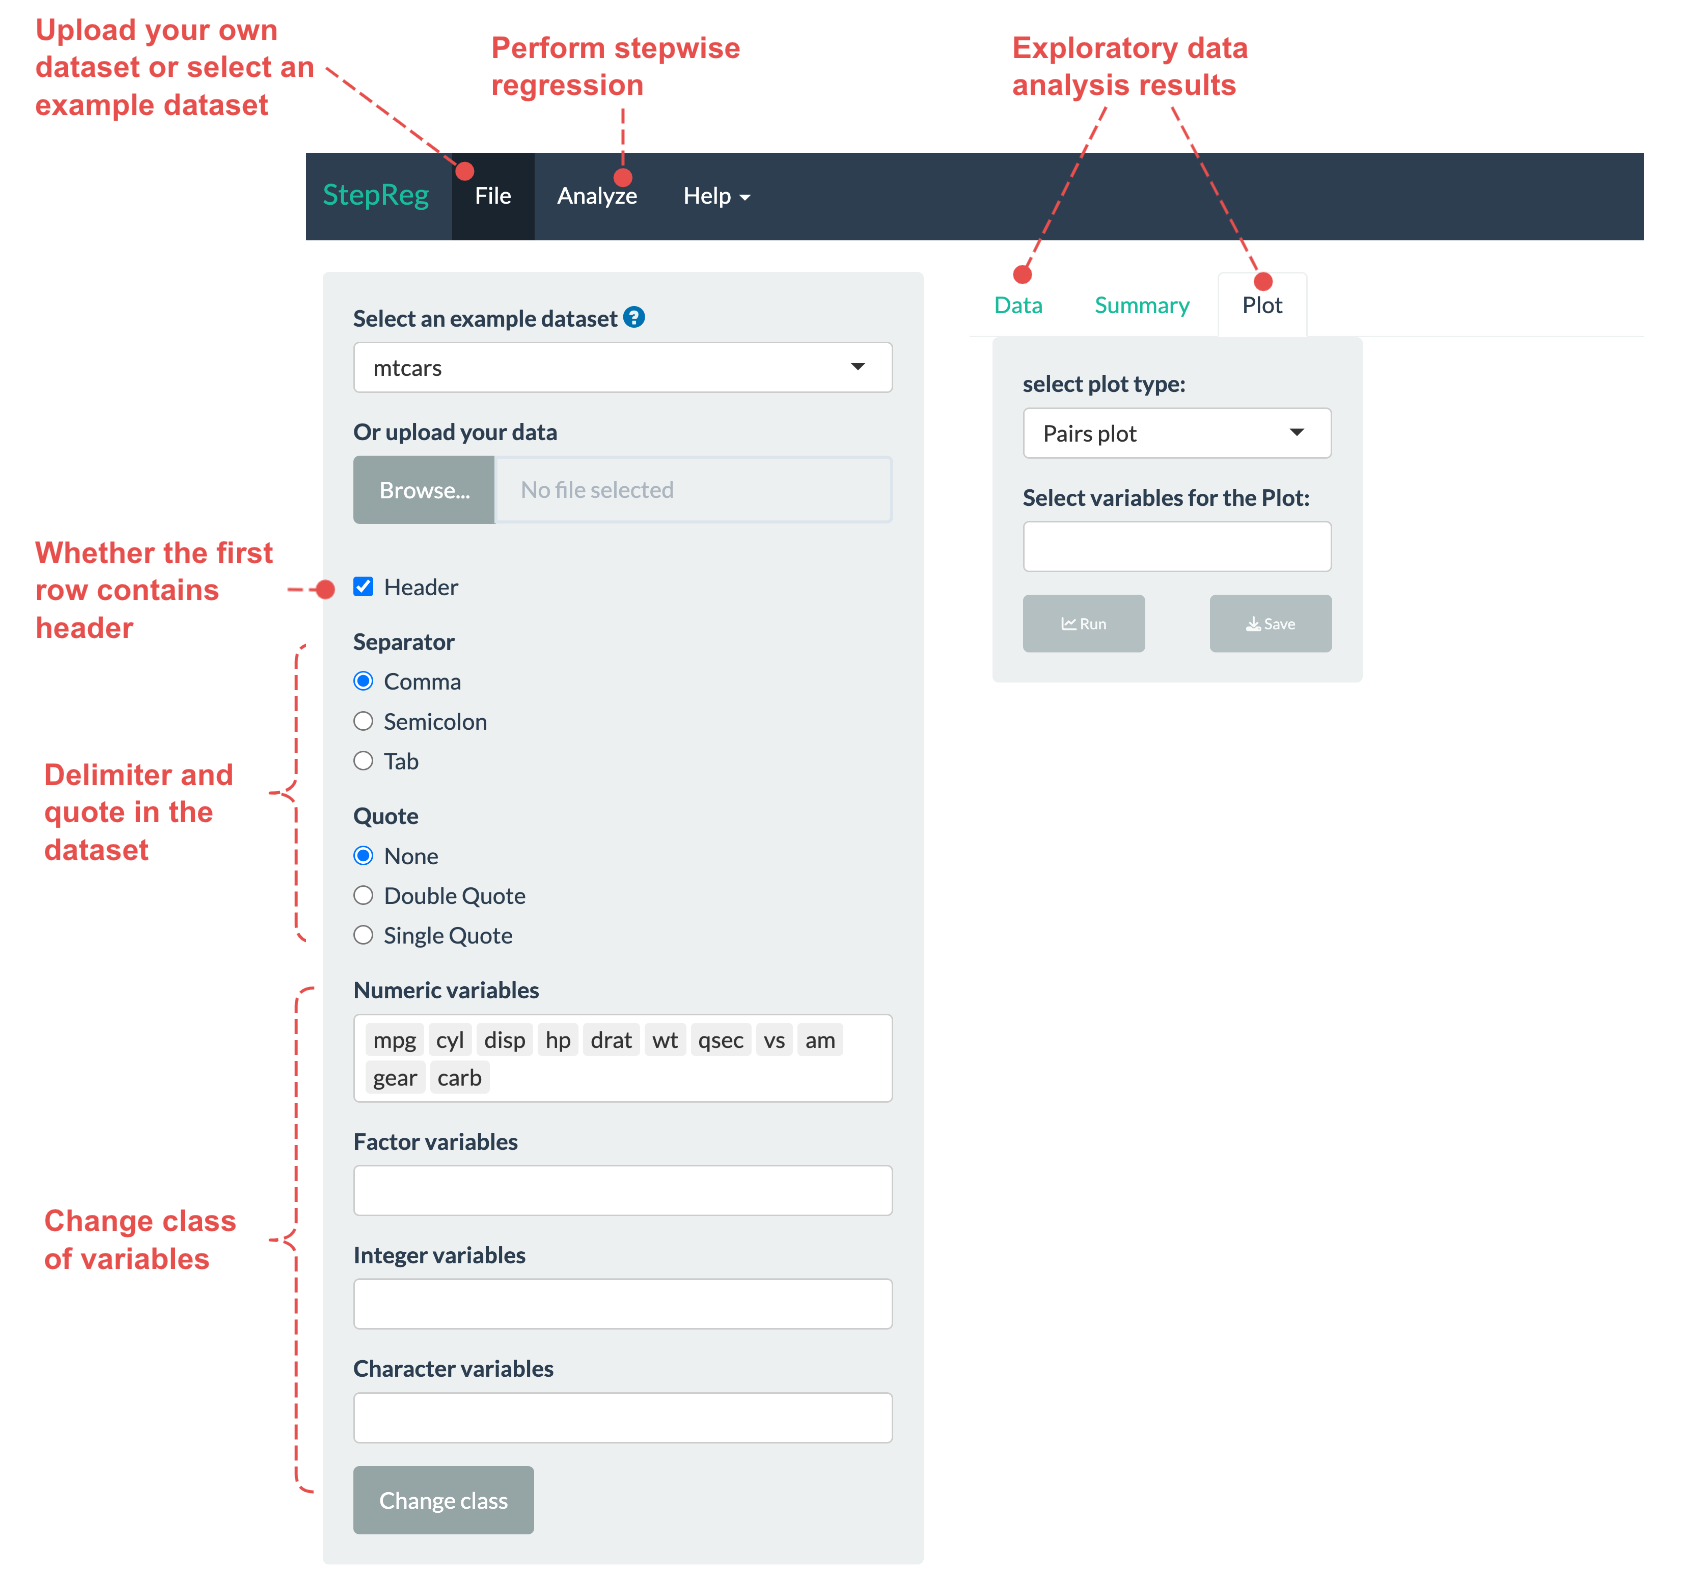 Upload your own
dataset or select an
example dataset
Perform stepwise
regression
Exploratory data
analysis results
StepReg
File
Analyze
Help
Select an example dataset ?
mtcars
Or upload your data
Browse...
No file selected
Data
Summary
Plot
select plot type:
Pairs plot
Select variables for the Plot:
Run
Save
Whether the first
row contains
header
Header
Separator
Comma
Semicolon
Tab
Delimiter and
quote in the
dataset
Quote
None
Double Quote
Single Quote
Numeric variables
mpg cyl disp hp drat wt qsec vs am
gear carb
Factor variables
Change class
of variables
Integer variables
Character variables
Change class